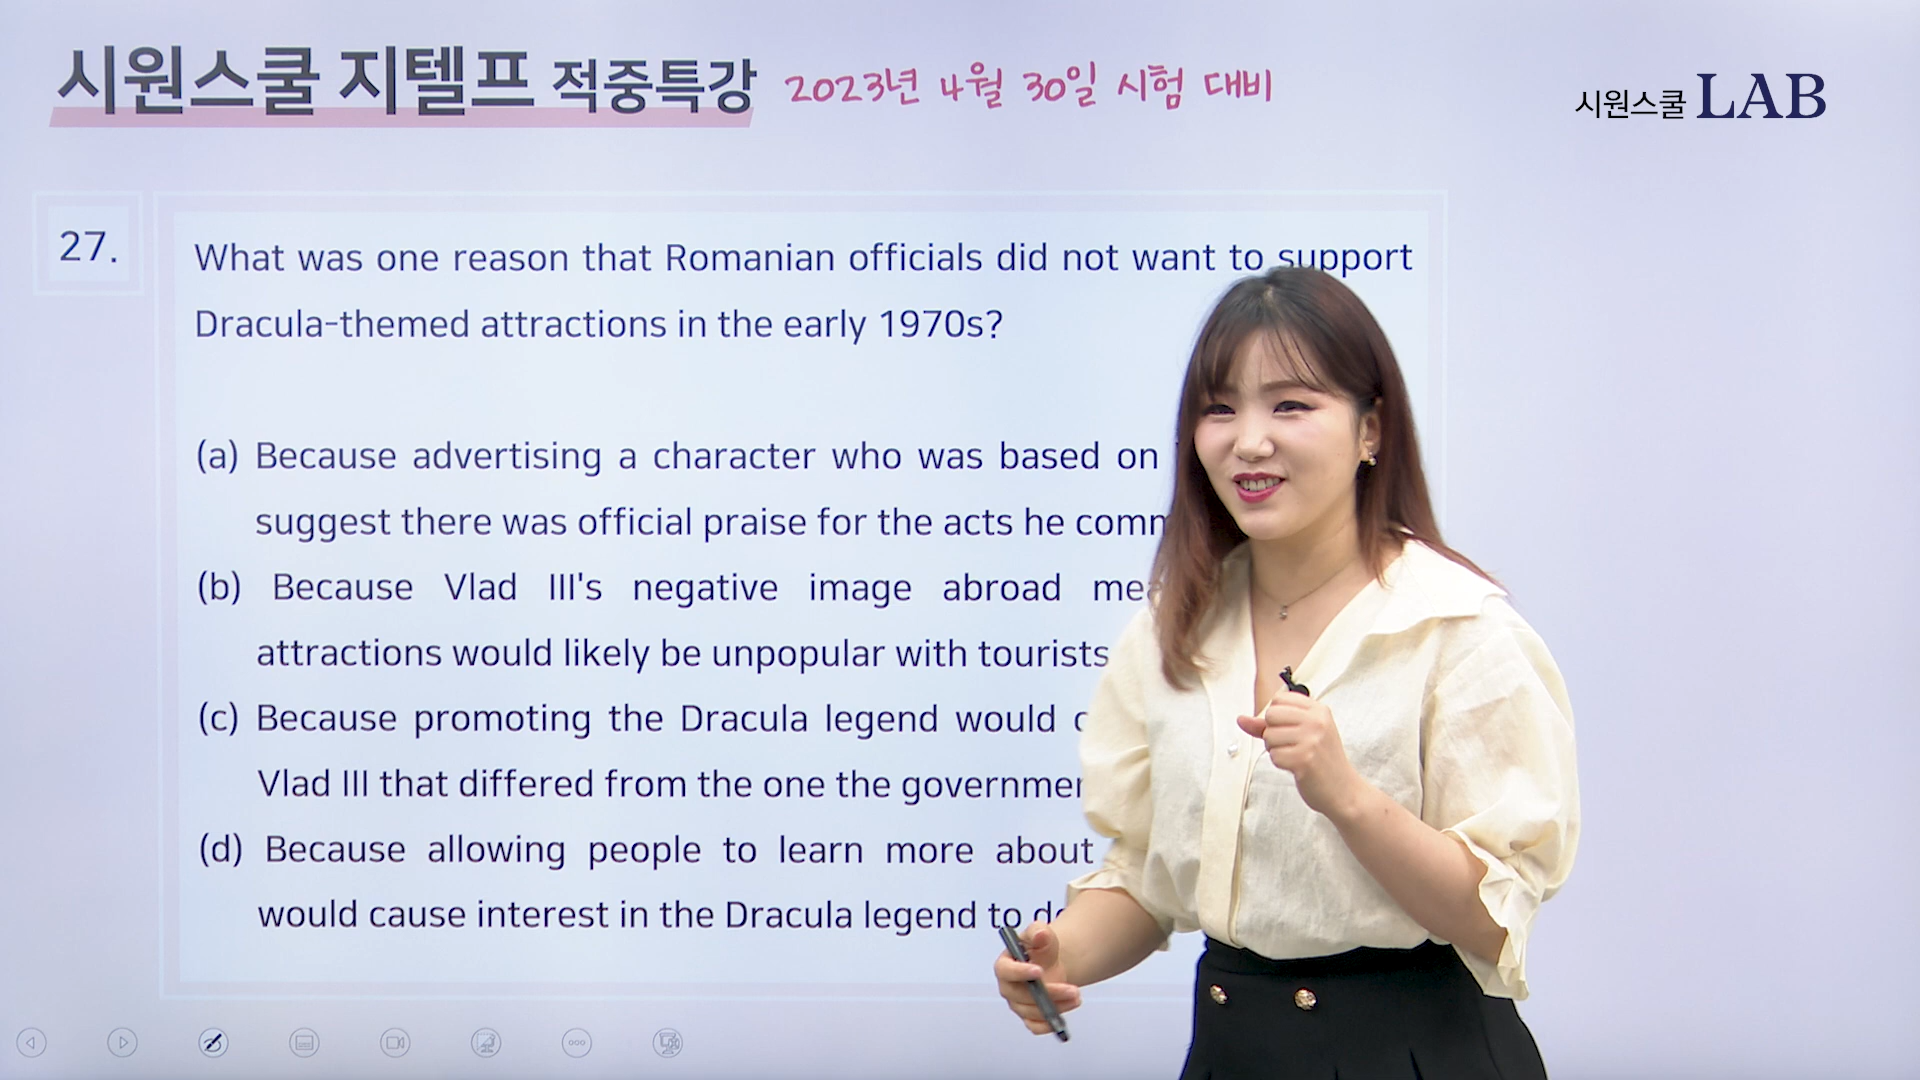 시원스쿨 지텔프 적중특강 2023년 4월 30일 시험 대비
시원스쿨 LAB
27.
What was one reason that Romanian officials did not want to support
Dracula-themed attractions in the early 1970s?
(a) Because advertising a character who was based on
suggest there was official praise for the acts he
(b) Because Vlad III's negative image abroad
attractions would likely be unpopular with tourists
(c) Because promoting the Dracula legend would
Vlad III that differed from the one the
(d) Because allowing people to learn more about
would cause interest in the Dracula legend to